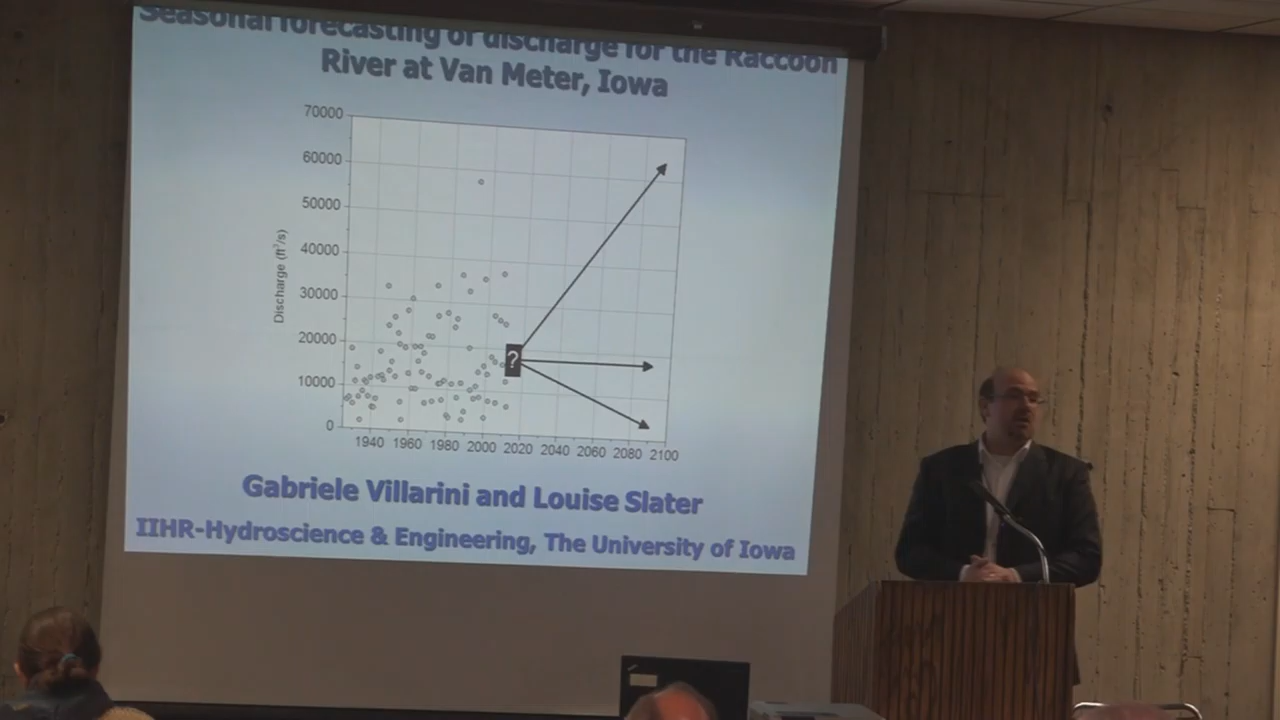 Seasonal forecasting of discharge for the Raccoon
River at Van Meter, Iowa
70000
60000
50000
40000
30000
20000
10000
0
Discharge (ft³/s)
?
1940 1960 1980 2000 2020 2040 2060 2080 2100
Gabriele Villarini and Louise Slater
IIHR-Hydroscience & Engineering, The University of Iowa